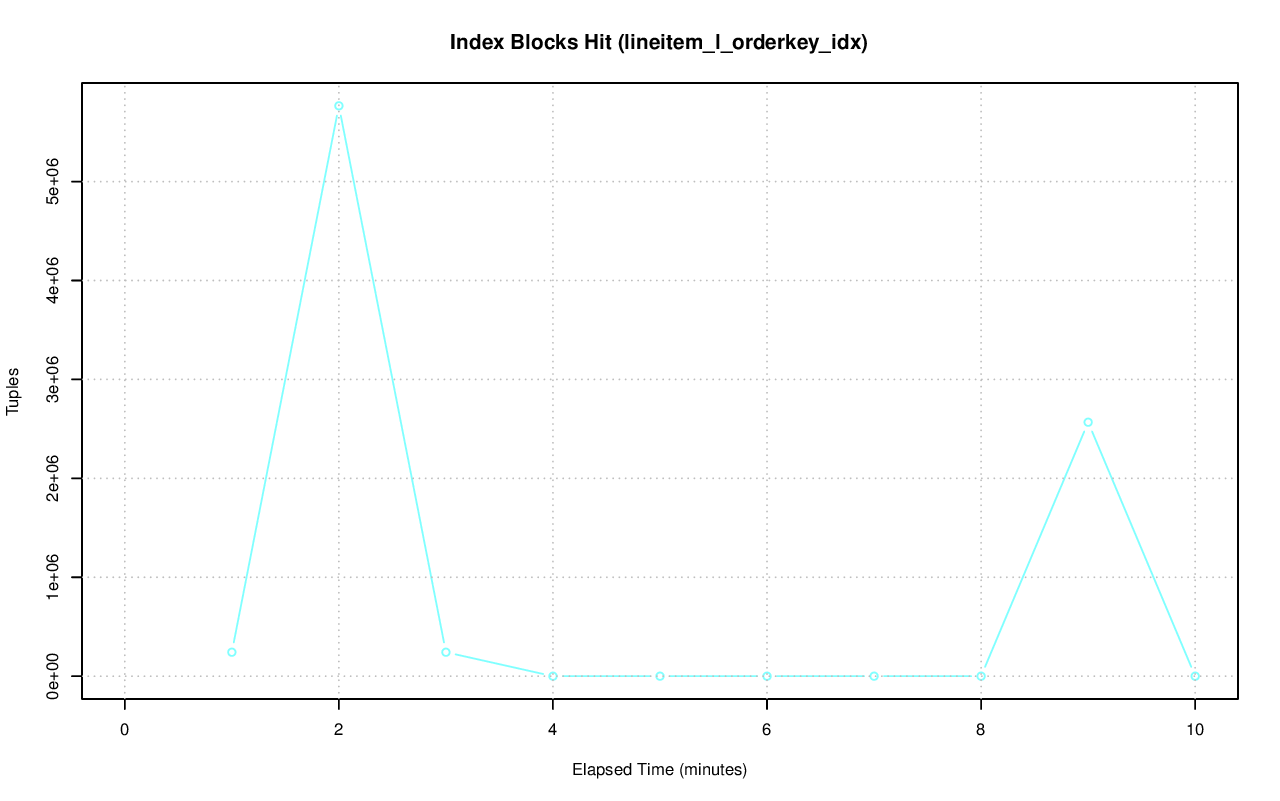 Index Blocks Hit (lineitem_l_orderkey_idx)
Tuples
5e+06
4e+06
3e+06
2e+06
1e+06
0e+00
0 2 4 6 8 10
Elapsed Time (minutes)